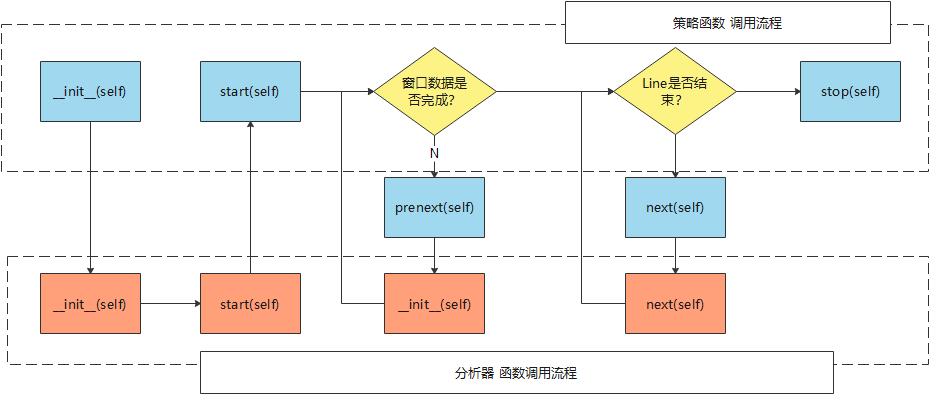 策略函数 调用流程
__init__(self)
start(self)
窗口数据是
否完成?
Line是否结
束?
stop(self)
N
prenext(self)
next(self)
__init__(self)
start(self)
__init__(self)
next(self)
分析器 函数调用流程